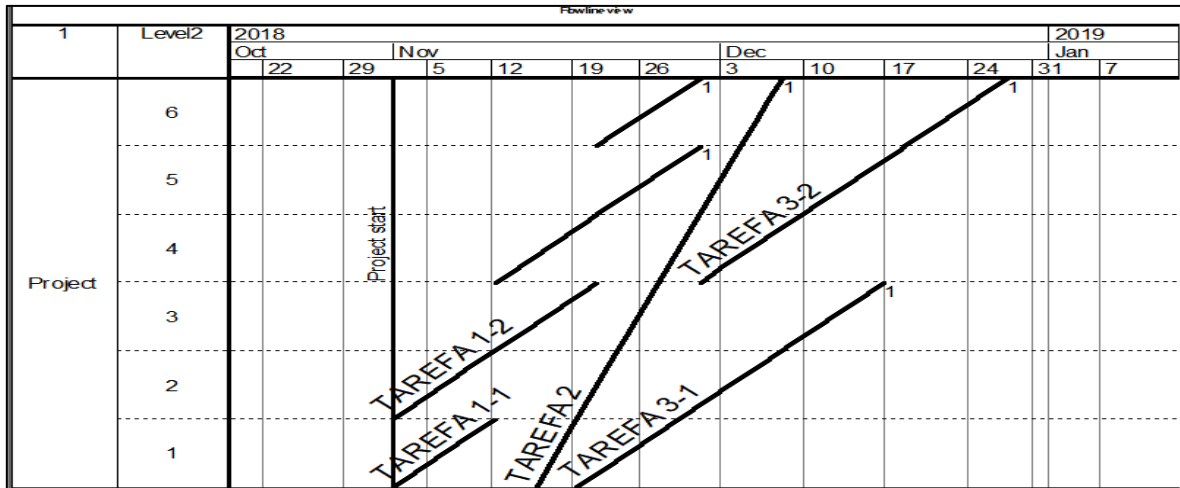 Flowline view
1 Level2 2018 2019
Oct Nov Dec Jan
22 29 5 12 19 26 3 10 17 24 31 7
6 1 1 1
5 1
4
Project
3 1
2
1
Project start
TAREFA 1-2
TAREFA 1-1
TAREFA 2
TAREFA 3-1
TAREFA 3-2